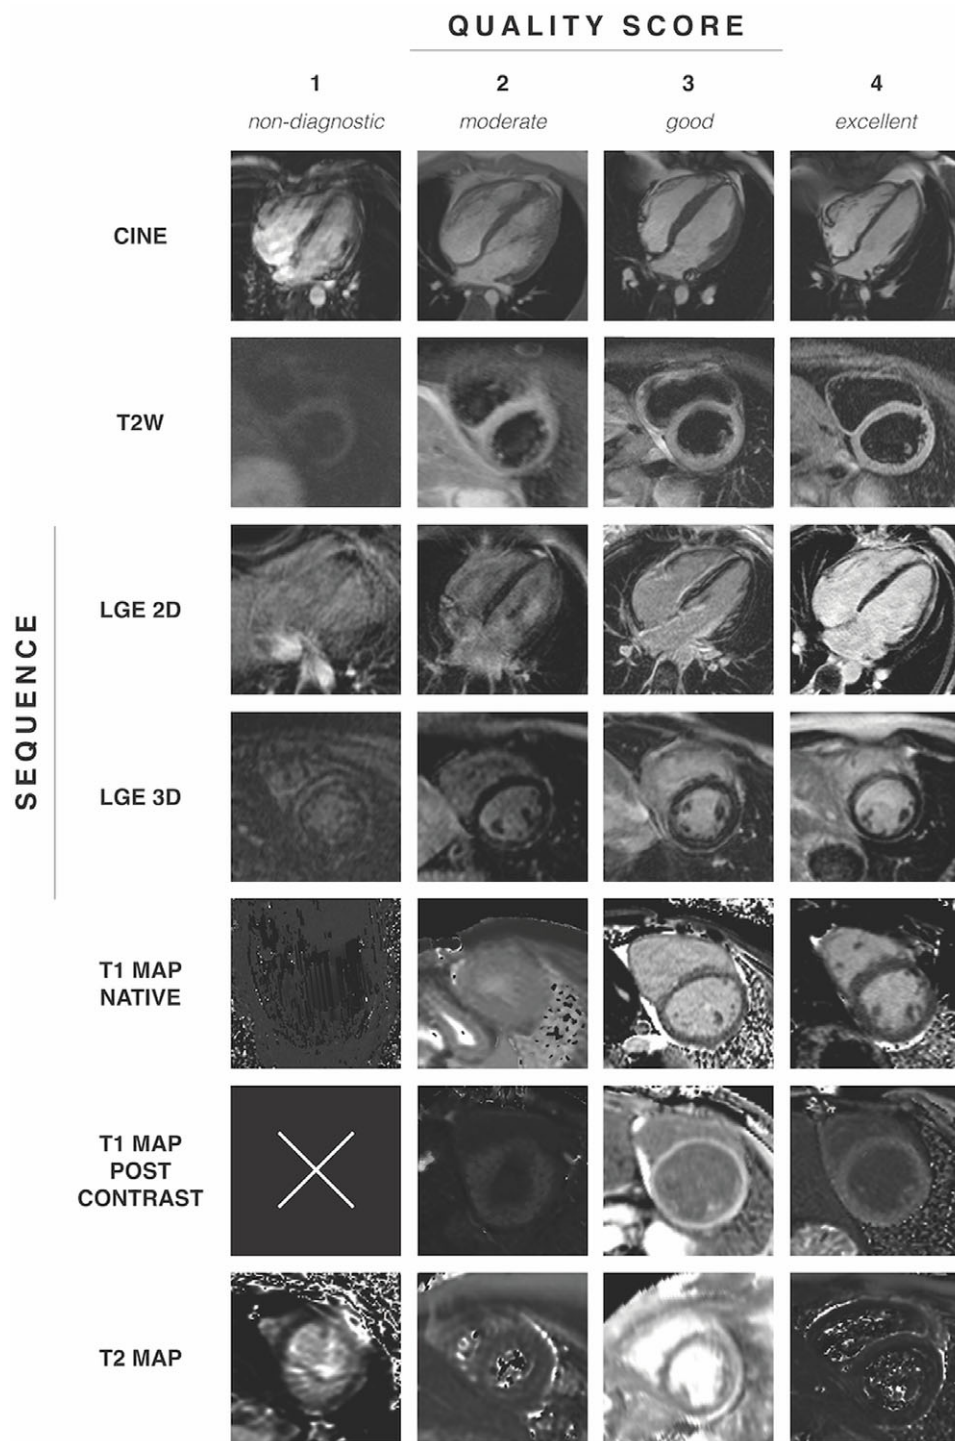 QUALITY SCORE
1
2
3
4
non-diagnostic
moderate
good
excellent
SEQUENCE
CINE
T2W
LGE 2D
LGE 3D
T1 MAP
NATIVE
T1 MAP
POST
CONTRAST
T2 MAP